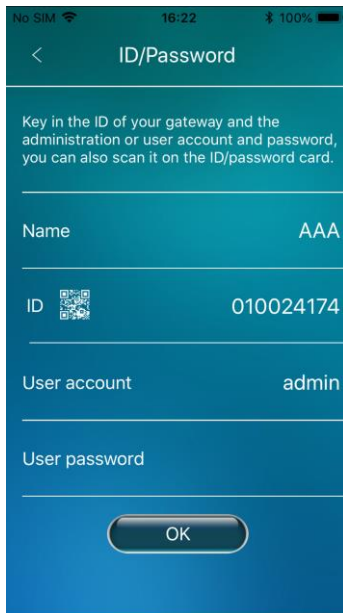 No SIM 16:22 100%
ID/Password
Key in the ID of your gateway and the
administration or user account and password,
you can also scan it on the ID/password card.
Name AAA
ID 010024174
User account admin
User password
OK